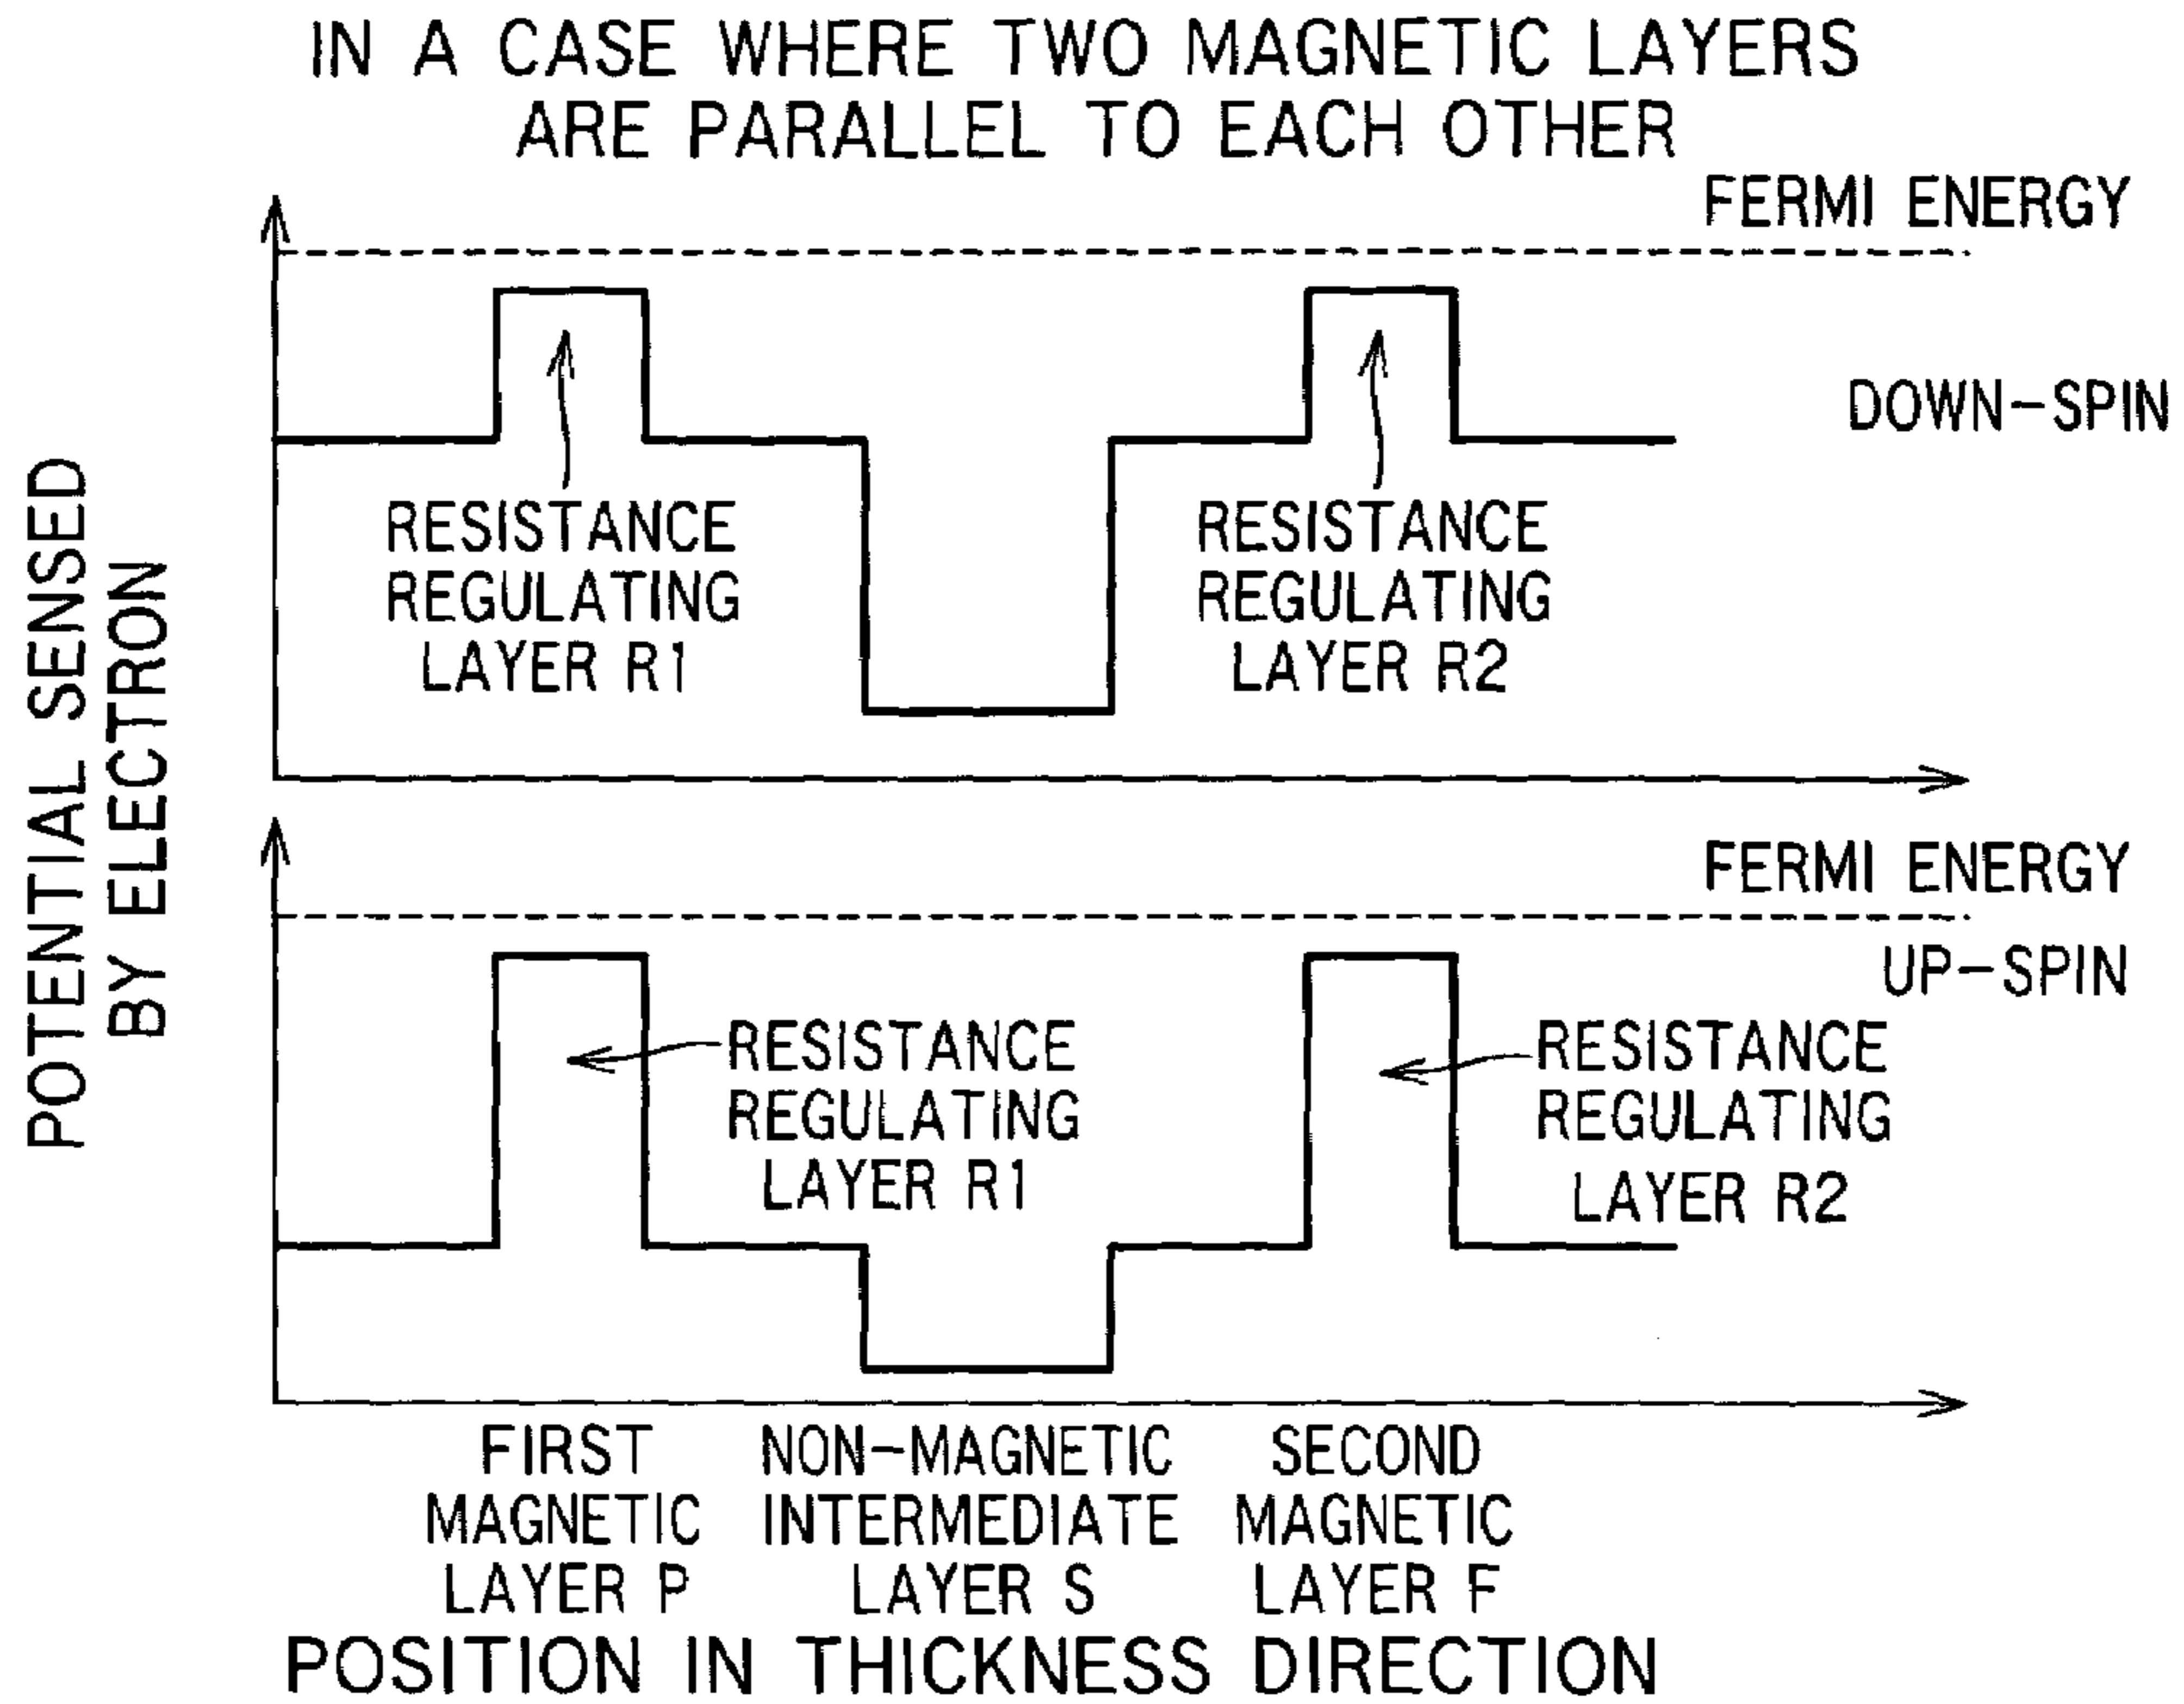 IN A CASE WHERE TWO MAGNETIC LAYERS
ARE PARALLEL TO EACH OTHER
FERMI ENERGY
DOWN-SPIN
RESISTANCE
REGULATING
LAYER R1
RESISTANCE
REGULATING
LAYER R2
POTENTIAL SENSED
BY ELECTRON
FERMI ENERGY
UP-SPIN
RESISTANCE
REGULATING
LAYER R1
RESISTANCE
REGULATING
LAYER R2
FIRST
MAGNETIC
LAYER P
NON-MAGNETIC
INTERMEDIATE
LAYER S
SECOND
MAGNETIC
LAYER F
POSITION IN THICKNESS DIRECTION